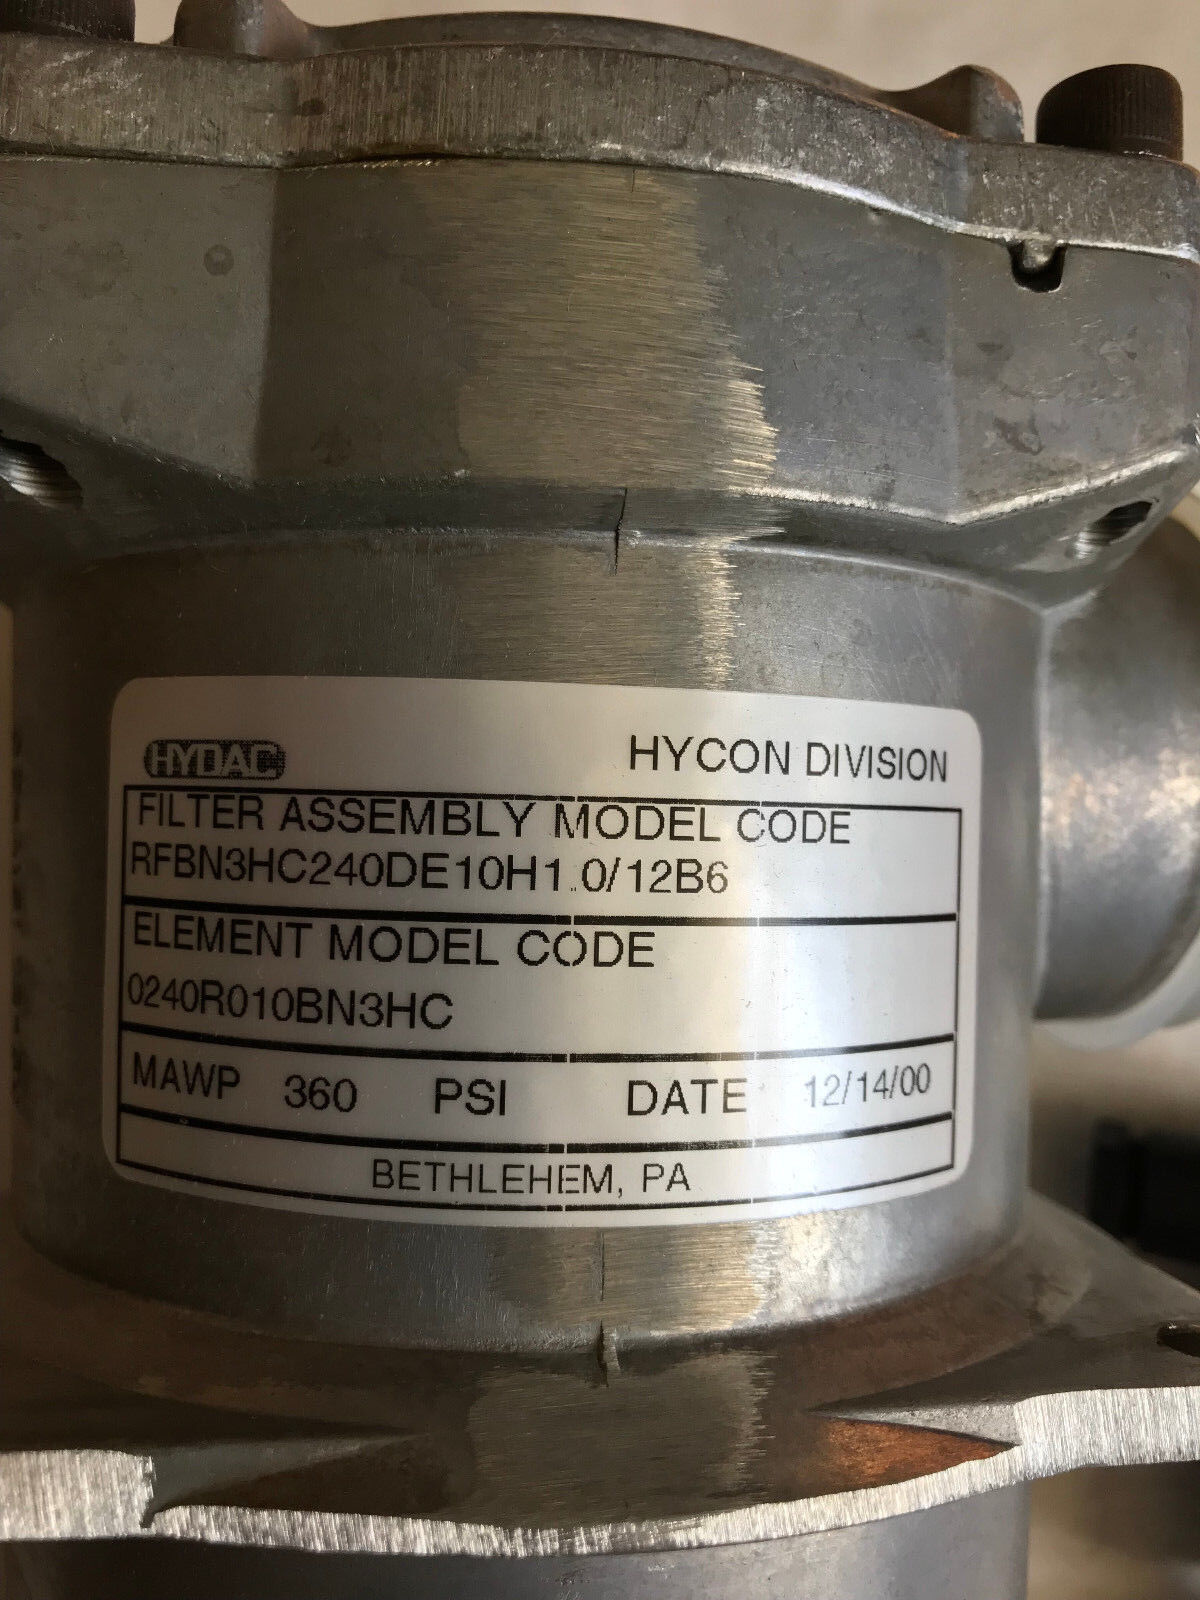 HYDAC
HYCON DIVISION
FILTER ASSEMBLY MODEL CODE
RFBN3HC240DE10H1.0/12B6
ELEMENT MODEL CODE
0240R010BN3HC
MAWP 360 PSI DATE 12/14/00
BETHLEHEM, PA